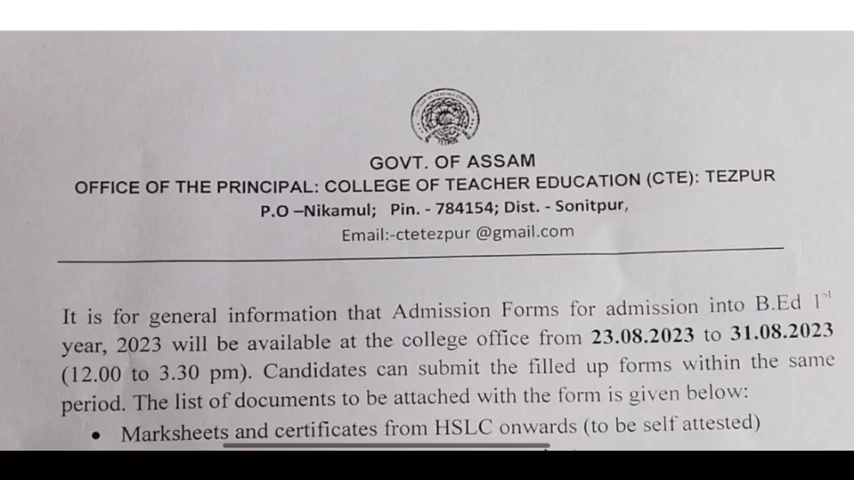 GOVT. OF ASSAM
OFFICE OF THE PRINCIPAL: COLLEGE OF TEACHER EDUCATION (CTE): TEZPUR
P.O –Nikamul; Pin. - 784154; Dist. - Sonitpur,
Email:-ctetezpur @gmail.com
It is for general information that Admission Forms for admission into B.Ed 1st
year, 2023 will be available at the college office from 23.08.2023 to 31.08.2023
(12.00 to 3.30 pm). Candidates can submit the filled up forms within the same
period. The list of documents to be attached with the form is given below:
• Marksheets and certificates from HSLC onwards (to be self attested)